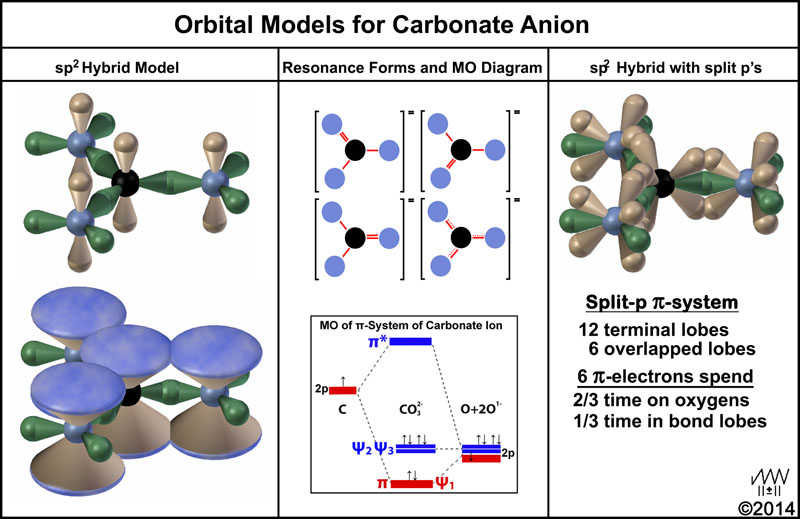 Orbital Models for Carbonate Anion
sp² Hybrid Model
Resonance Forms and MO Diagram
sp² Hybrid with split p's
= =
= =
MO of π-System of Carbonate Ion
π*
2p ↑
C CO₃²⁻ O+2O¹⁻
Ψ₂ Ψ₃ ↑↓ ↑↓ ↑↓ ↑↓
↓ 2p
π ↑↓ Ψ₁
Split-p π-system
12 terminal lobes
6 overlapped lobes
6 π-electrons spend
2/3 time on oxygens
1/3 time in bond lobes
||±||
©2014